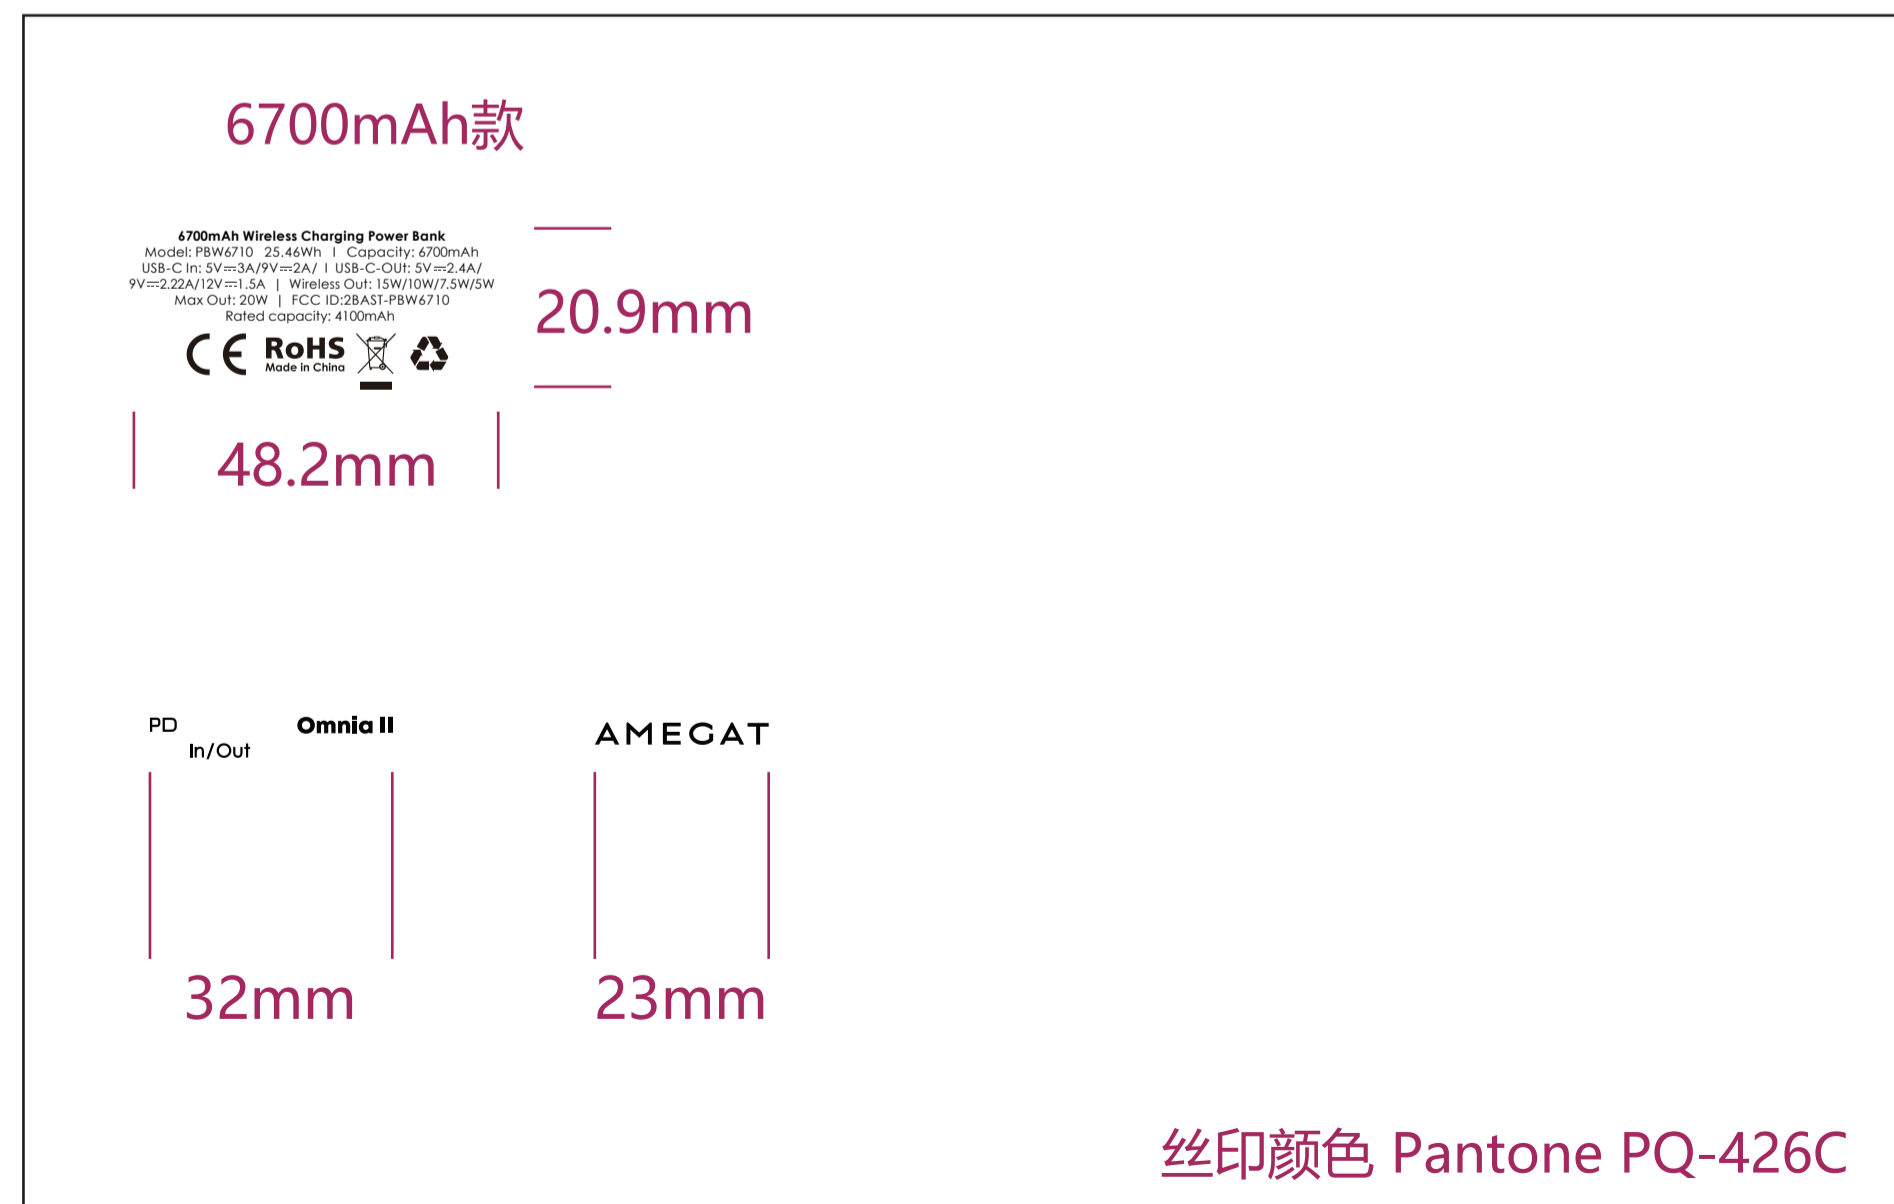 6700mAh款
6700mAh Wireless Charging Power Bank
Model: PBW6710 25.46Wh I Capacity: 6700mAh
USB-C In: 5V⎓3A/9V⎓2A/ I USB-C-OUt: 5V⎓2.4A/
9V⎓2.22A/12V⎓1.5A | Wireless Out: 15W/10W/7.5W/5W
Max Out: 20W | FCC ID:2BAST-PBW6710
Rated capacity: 4100mAh
CE RoHS
Made in China
20.9mm
48.2mm
PD
In/Out
Omnia II
AMEGAT
32mm
23mm
丝印颜色 Pantone PQ-426C